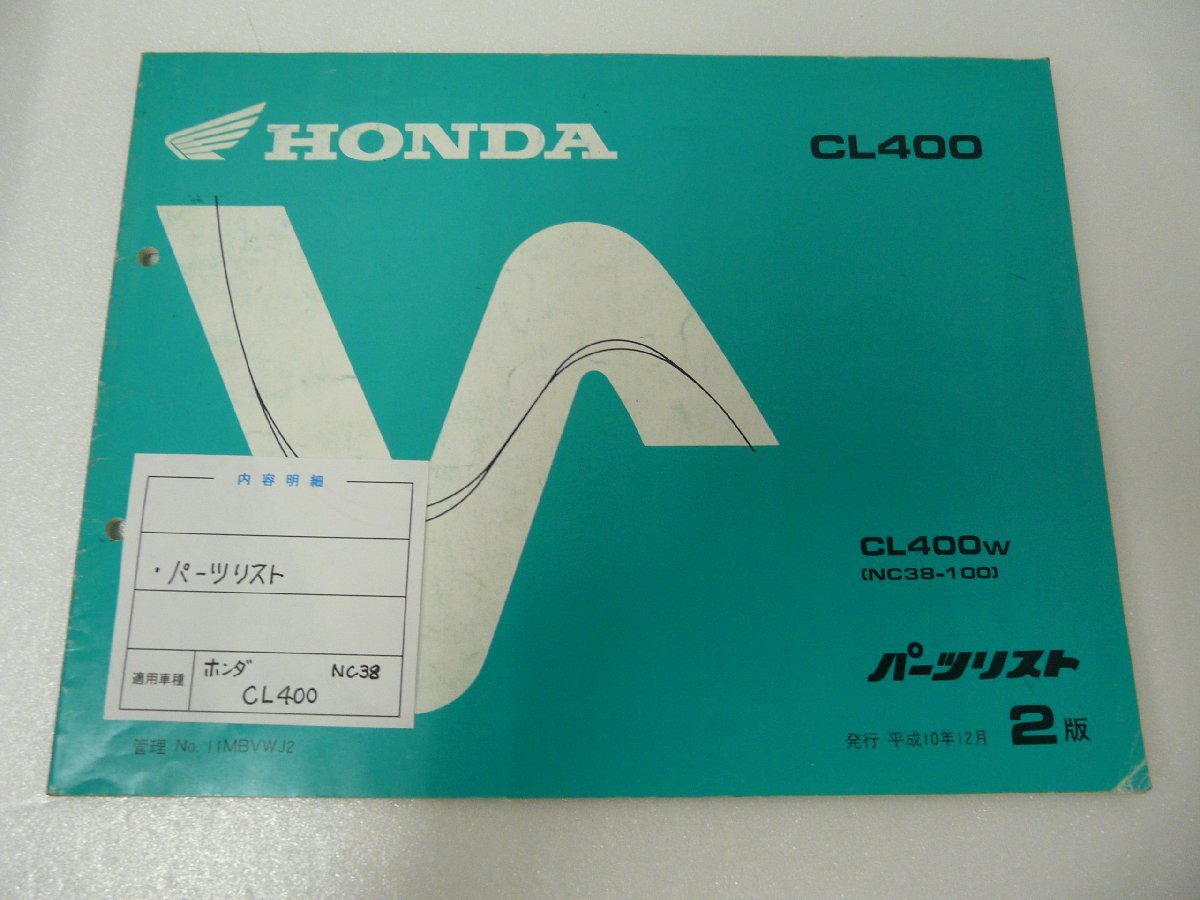 HONDA
CL400
内容明細
・パーツリスト
適用車種 ホンダ NC38
CL400
管理 No. 11MBVWJ2
CL400W
(NC38-100)
パーツリスト
発行 平成10年12月 2版